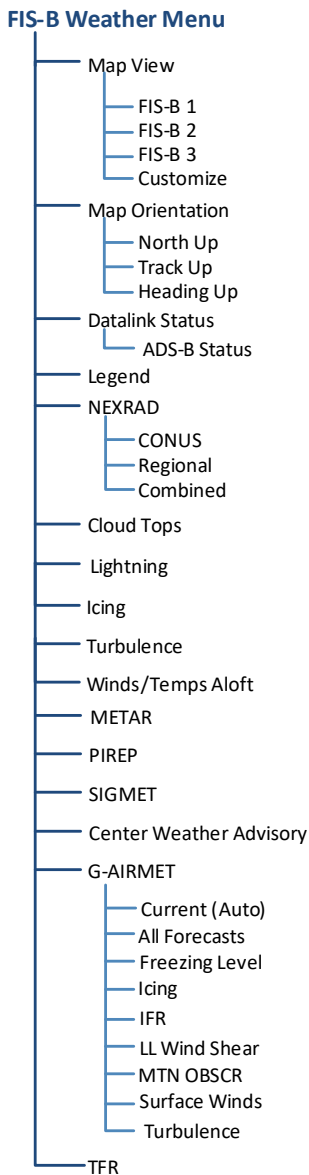 FIS-B Weather Menu
Map View
FIS-B 1
FIS-B 2
FIS-B 3
Customize
Map Orientation
North Up
Track Up
Heading Up
Datalink Status
ADS-B Status
Legend
NEXRAD
CONUS
Regional
Combined
Cloud Tops
Lightning
Icing
Turbulence
Winds/Temps Aloft
METAR
PIREP
SIGMET
Center Weather Advisory
G-AIRMET
Current (Auto)
All Forecasts
Freezing Level
Icing
IFR
LL Wind Shear
MTN OBSCR
Surface Winds
Turbulence
TFR